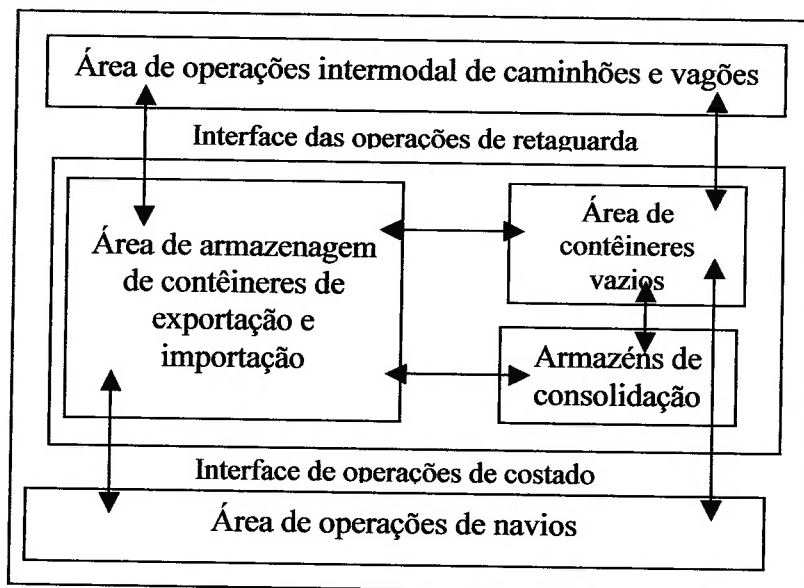 Área de operações intermodal de caminhões e vagões
Interface das operações de retaguarda
Área de armazenagem
de contêineres de
exportação e
importação
Área de
contêineres
vazios
Armazéns de
consolidação
Interface de operações de costado
Área de operações de navios